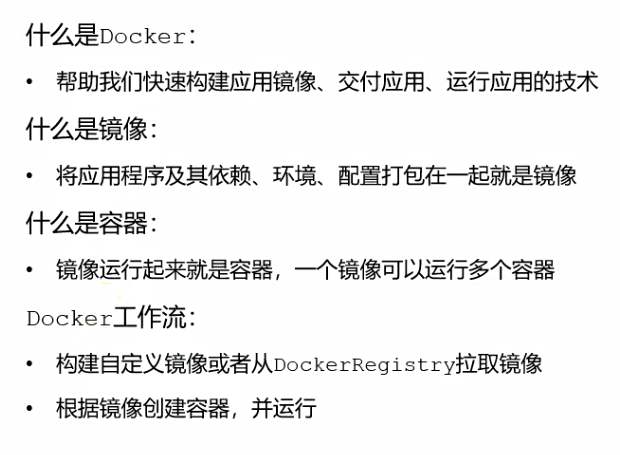 什么是Docker：
• 帮助我们快速构建应用镜像、交付应用、运行应用的技术
什么是镜像：
• 将应用程序及其依赖、环境、配置打包在一起就是镜像
什么是容器：
• 镜像运行起来就是容器，一个镜像可以运行多个容器
Docker工作流：
• 构建自定义镜像或者从DockerRegistry拉取镜像
• 根据镜像创建容器，并运行